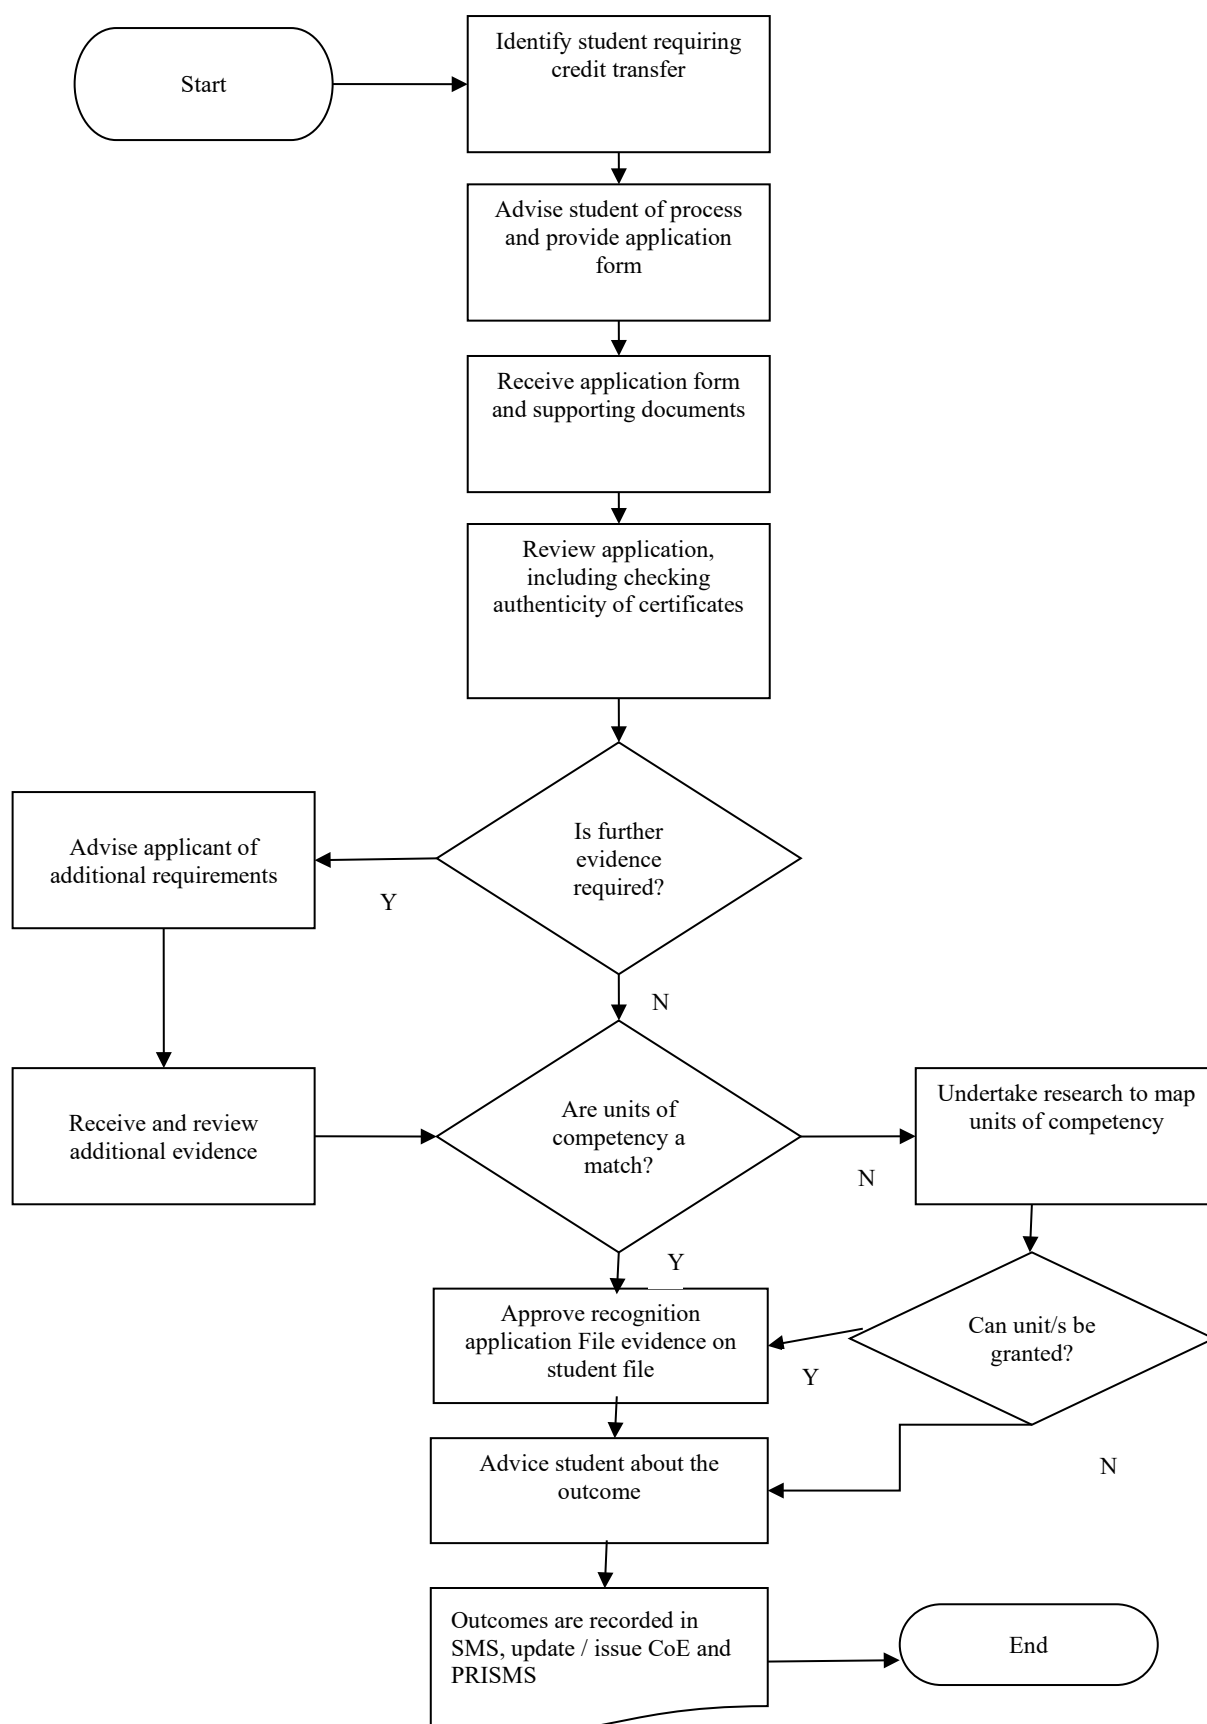 Start
Identify student requiring
credit transfer
Advise student of process
and provide application
form
Receive application form
and supporting documents
Review application,
including checking
authenticity of certificates
Is further
evidence
required?
Advise applicant of
additional requirements
Y
N
Receive and review
additional evidence
Are units of
competency a
match?
Undertake research to map
units of competency
N
Y
Approve recognition
application File evidence on
student file
Can unit/s be
granted?
Y
N
Advice student about the
outcome
Outcomes are recorded in
SMS, update / issue CoE and
PRISMS
End